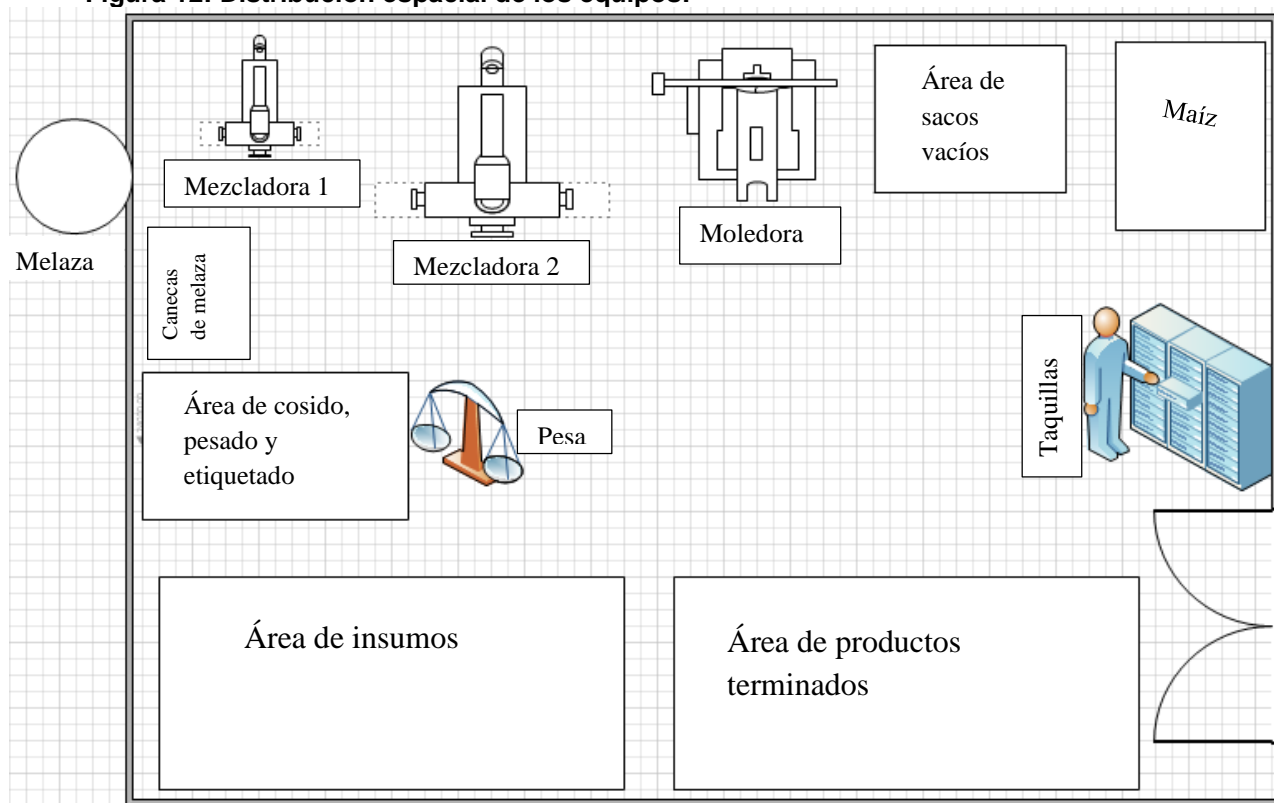 Figura 12. Distribución espacial de los equipos.
Área de
sacos
vacíos
Maíz
Mezcladora 1
Mezcladora 2
Moledora
Melaza
Canecas
de melaza
Área de cosido,
pesado y
etiquetado
Pesa
Taquillas
Área de insumos
Área de productos
terminados